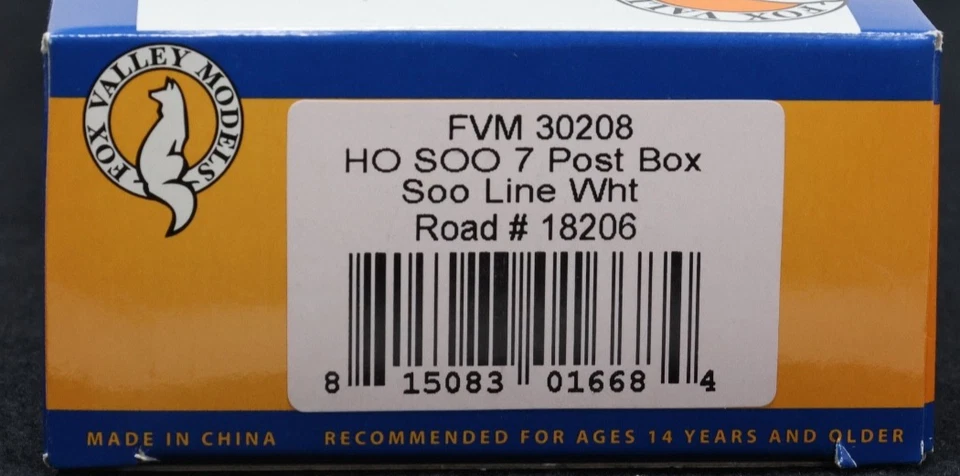 FOX VALLEY MODELS
FVM 30208
HO SOO 7 Post Box
Soo Line Wht
Road # 18206
8 15083 01668 4
MADE IN CHINA RECOMMENDED FOR AGES 14 YEARS AND OLDER